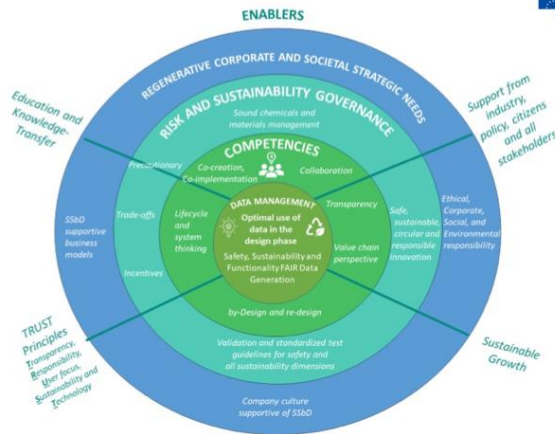 ENABLERS
REGENERATIVE CORPORATE AND SOCIETAL STRATEGIC NEEDS
Education and
Knowledge-
Transfer
Support from
industry,
policy, citizens
and all
stakeholders
RISK AND SUSTAINABILITY GOVERNANCE
Sound chemicals and
materials management
COMPETENCIES
Precautionary
Co-creation,
Co-implementation
Collaboration
DATA MANAGEMENT
Optimal use of
data in the
design phase
Safety, Sustainability and
Functionality FAIR Data
Generation
Trade-offs
Lifecycle
and
system
thinking
Transparency
Value chain
perspective
Safe,
sustainable,
circular and
responsible
innovation
Ethical,
Corporate,
Social, and
Environmental
responsibility
SSbD
supportive
business
models
Incentives
by-Design and re-design
TRUST
Principles
Transparency,
Responsibility,
User focus,
Sustainability and
Technology
Validation and standardized test
guidelines for safety and
all sustainability dimensions
Sustainable
Growth
Company culture
supportive of SSbD